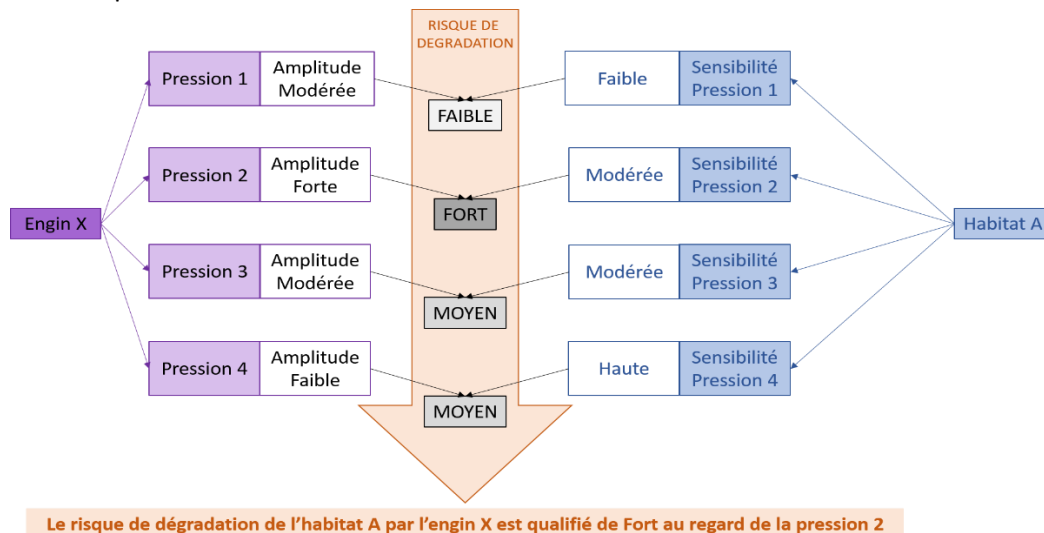 RISQUE DE
DEGRADATION
Pression 1
Amplitude
Modérée
FAIBLE
Faible
Sensibilité
Pression 1
Pression 2
Amplitude
Forte
FORT
Modérée
Sensibilité
Pression 2
Engin X
Habitat A
Pression 3
Amplitude
Modérée
MOYEN
Modérée
Sensibilité
Pression 3
Pression 4
Amplitude
Faible
MOYEN
Haute
Sensibilité
Pression 4
Le risque de dégradation de l'habitat A par l'engin X est qualifié de Fort au regard de la pression 2